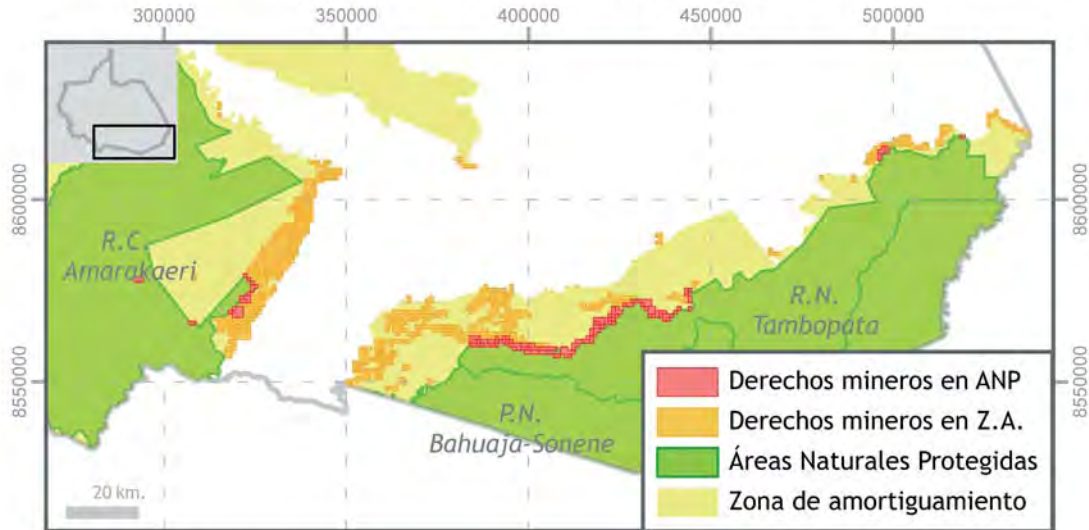 300000 350000 400000 450000 500000
8600000
8600000
R.C.
Amarakaeri
R.N.
Tambopata
8550000
8550000
P.N.
Bahuaja-Sonene
20 km.
Derechos mineros en ANP
Derechos mineros en Z.A.
Áreas Naturales Protegidas
Zona de amortiguamiento